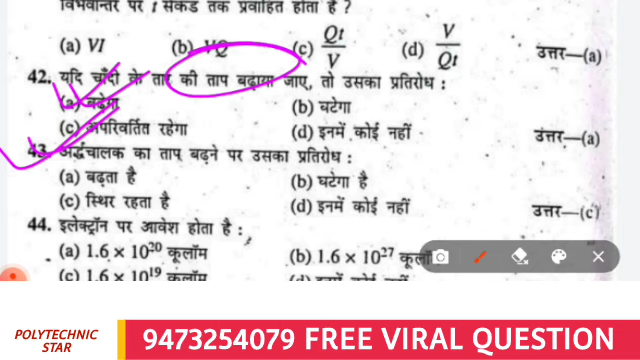 विभवान्तर पर t सेकंड तक प्रवाहित होता है ?
(a) VI (b) VQ (c) Qt/V (d) V/Qt उत्तर—(a)
42. यदि चाँदी के तार की ताप बढ़ाया जाए, तो उसका प्रतिरोध :
(a) बढ़ेगा (b) घटेगा
(c) अपरिवर्तित रहेगा (d) इनमें कोई नहीं उत्तर—(a)
43. अर्द्धचालक का ताप बढ़ने पर उसका प्रतिरोध :
(a) बढ़ता है (b) घटेगा है
(c) स्थिर रहता है (d) इनमें कोई नहीं उत्तर—(c)
44. इलेक्ट्रॉन पर आवेश होता है :
(a) 1.6 × 10²⁰ कूलॉम (b) 1.6 × 10²⁷
(c) 1.6 × 10¹⁹ कूलॉम (d) इनमें कोई नहीं
POLYTECHNIC STAR
9473254079 FREE VIRAL QUESTION